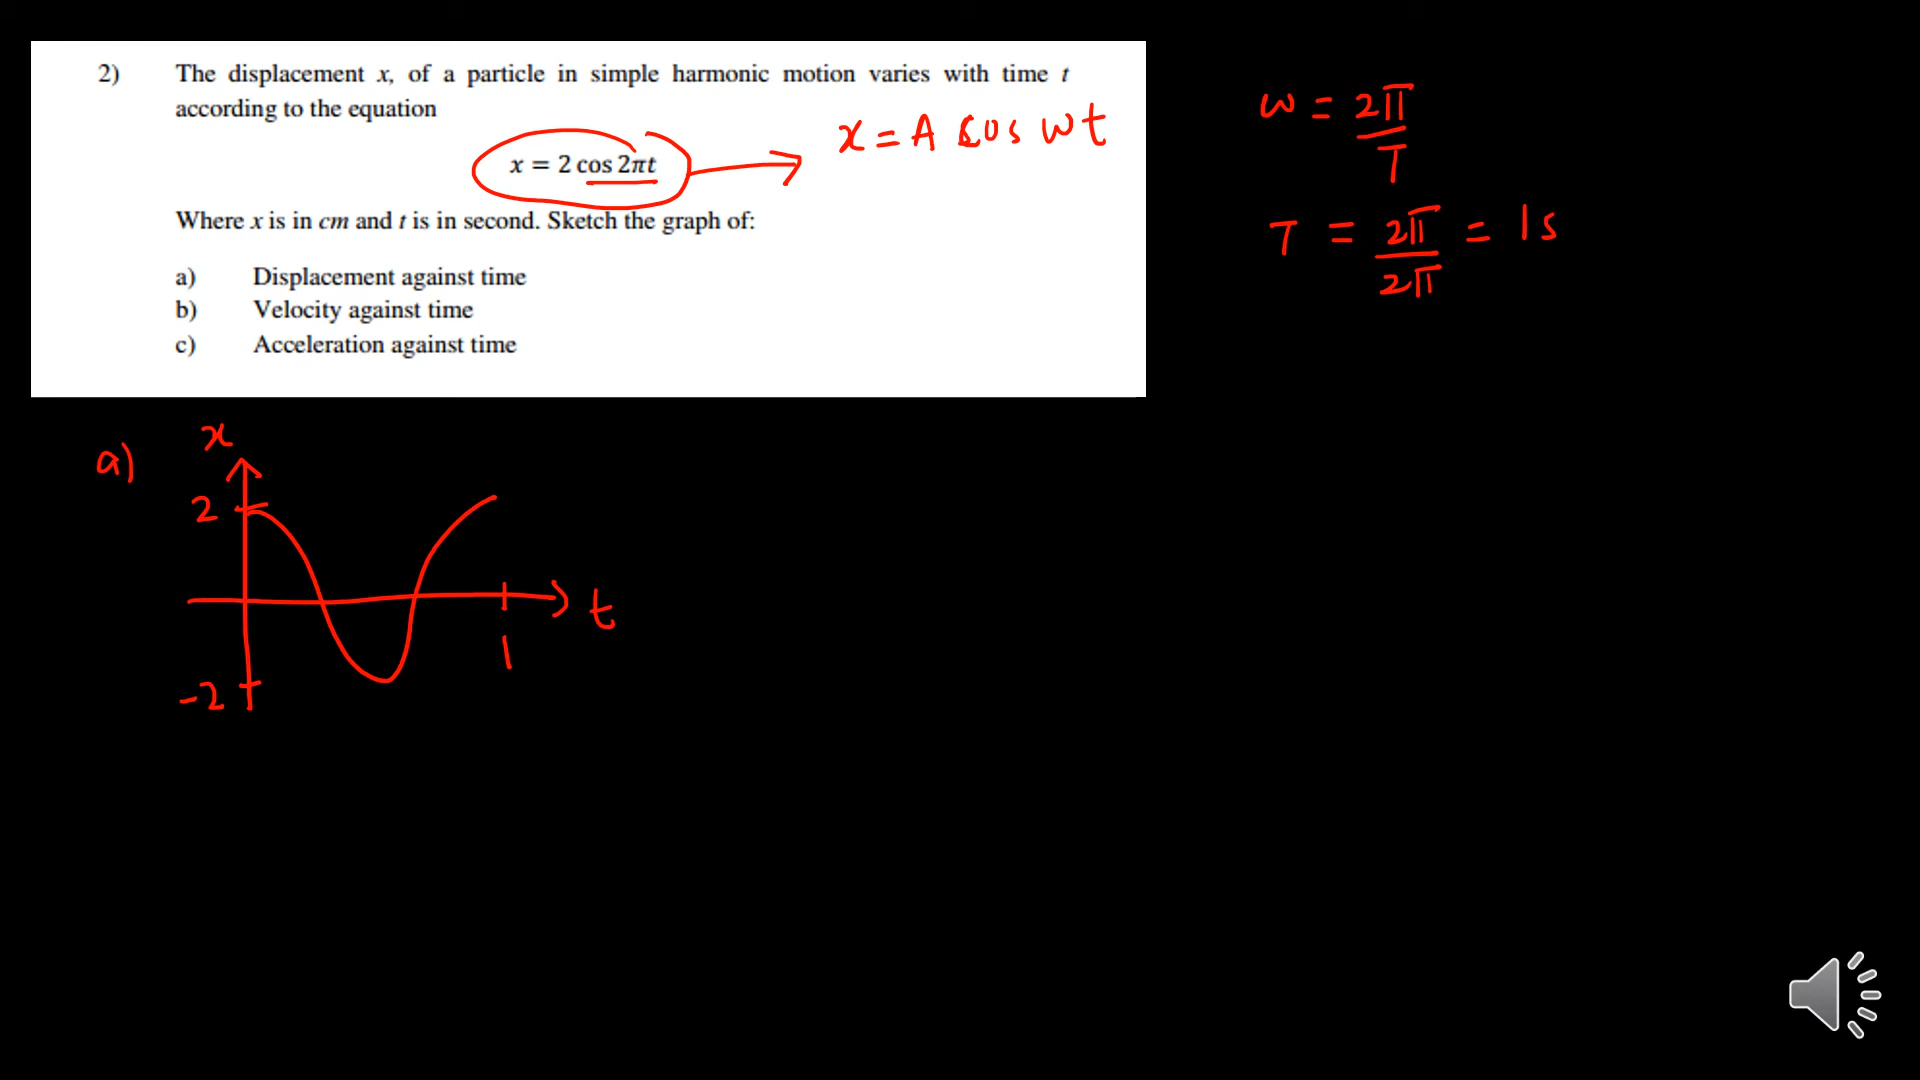 2) The displacement x, of a particle in simple harmonic motion varies with time t
according to the equation
x = 2 cos 2πt
x = A cos ωt
Where x is in cm and t is in second. Sketch the graph of:
a) Displacement against time
b) Velocity against time
c) Acceleration against time
ω = 2π/T
T = 2π/2π = 1s
a)
x
2
t
1
-2